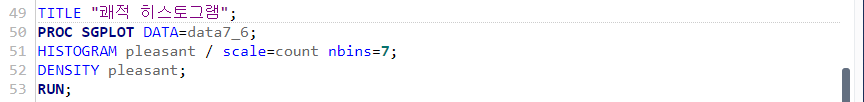 49 TITLE "쾌적 히스토그램";
50 PROC SGPLOT DATA=data7_6;
51 HISTOGRAM pleasant / scale=count nbins=7;
52 DENSITY pleasant;
53 RUN;